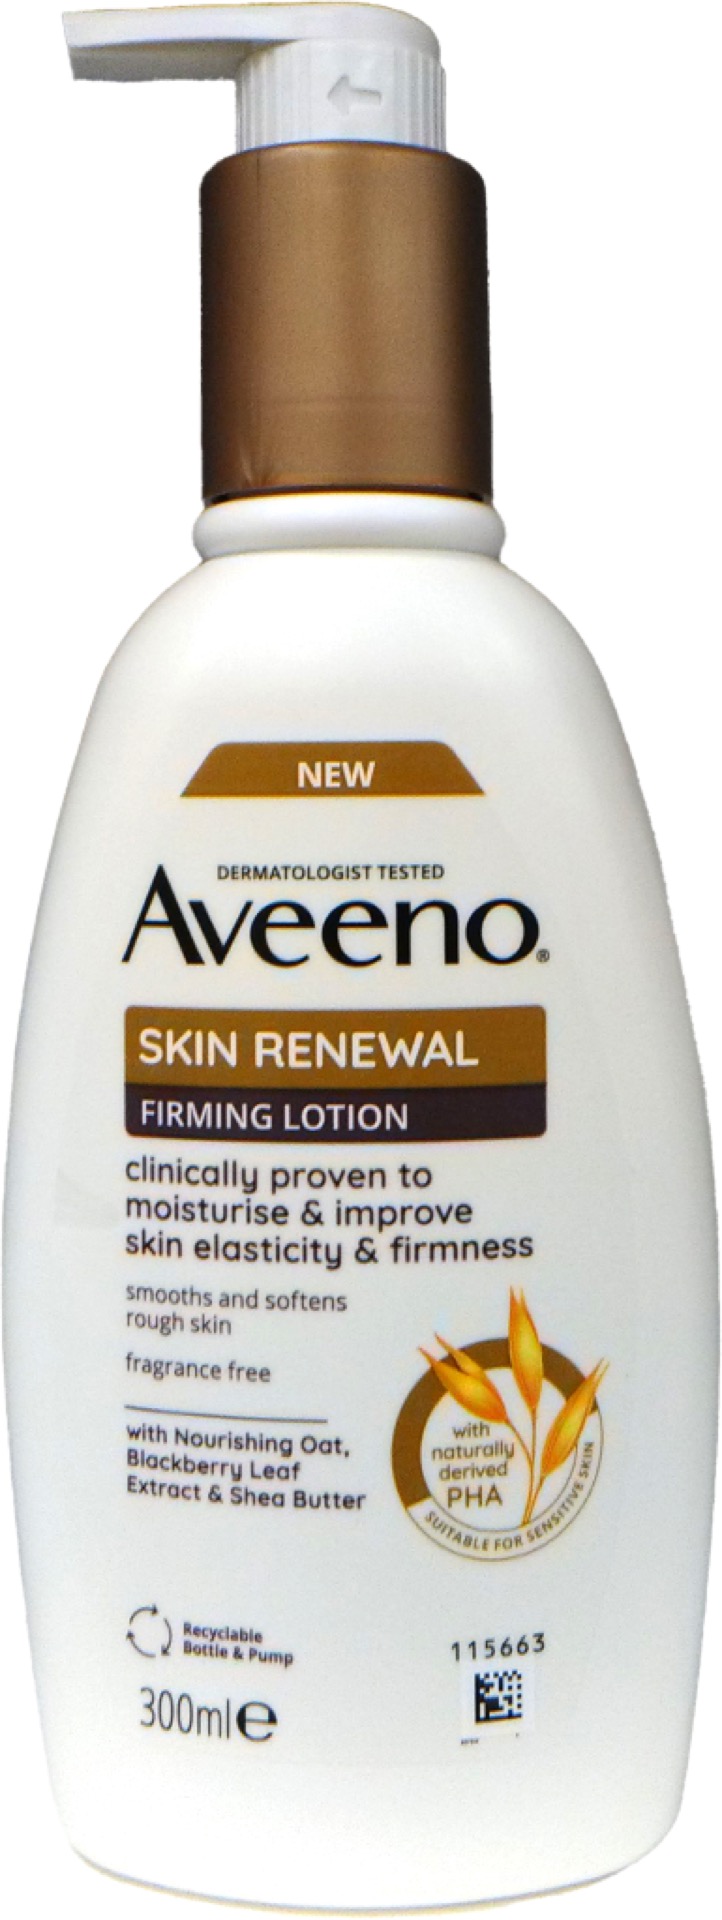 NEW
DERMATOLOGIST TESTED
Aveeno®
SKIN RENEWAL
FIRMING LOTION
clinically proven to
moisturise & improve
skin elasticity & firmness
smooths and softens
rough skin
fragrance free
with Nourishing Oat,
Blackberry Leaf
Extract & Shea Butter
with
naturally
derived
PHA
SUITABLE FOR SENSITIVE SKIN
Recyclable
Bottle & Pump
115663
300ml e